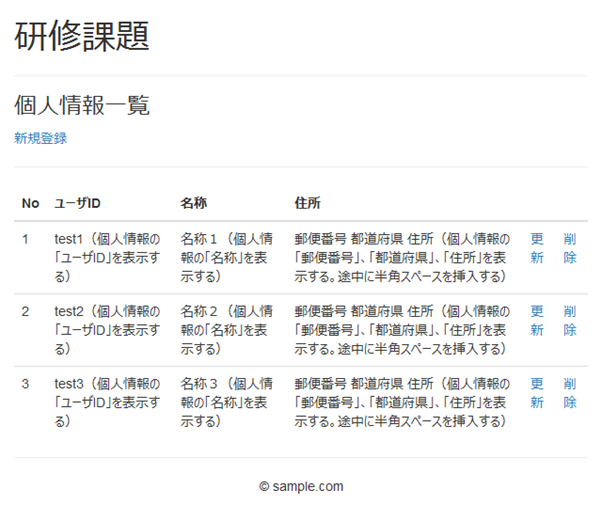 研修課題
個人情報一覧
新規登録
No ユーザID 名称 住所
1 test1（個人情報の 名称１（個人情 郵便番号 都道府県 住所（個人情報の 更 削
「ユーザID」を表示す 報の「名称」を表 「郵便番号」、「都道府県」、「住所」を表 新 除
る） 示する） 示する。途中に半角スペースを挿入する）
2 test2（個人情報の 名称２（個人情 郵便番号 都道府県 住所（個人情報の 更 削
「ユーザID」を表示す 報の「名称」を表 「郵便番号」、「都道府県」、「住所」を表 新 除
る） 示する） 示する。途中に半角スペースを挿入する）
3 test3（個人情報の 名称３（個人情 郵便番号 都道府県 住所（個人情報の 更 削
「ユーザID」を表示す 報の「名称」を表 「郵便番号」、「都道府県」、「住所」を表 新 除
る） 示する） 示する。途中に半角スペースを挿入する）
© sample.com